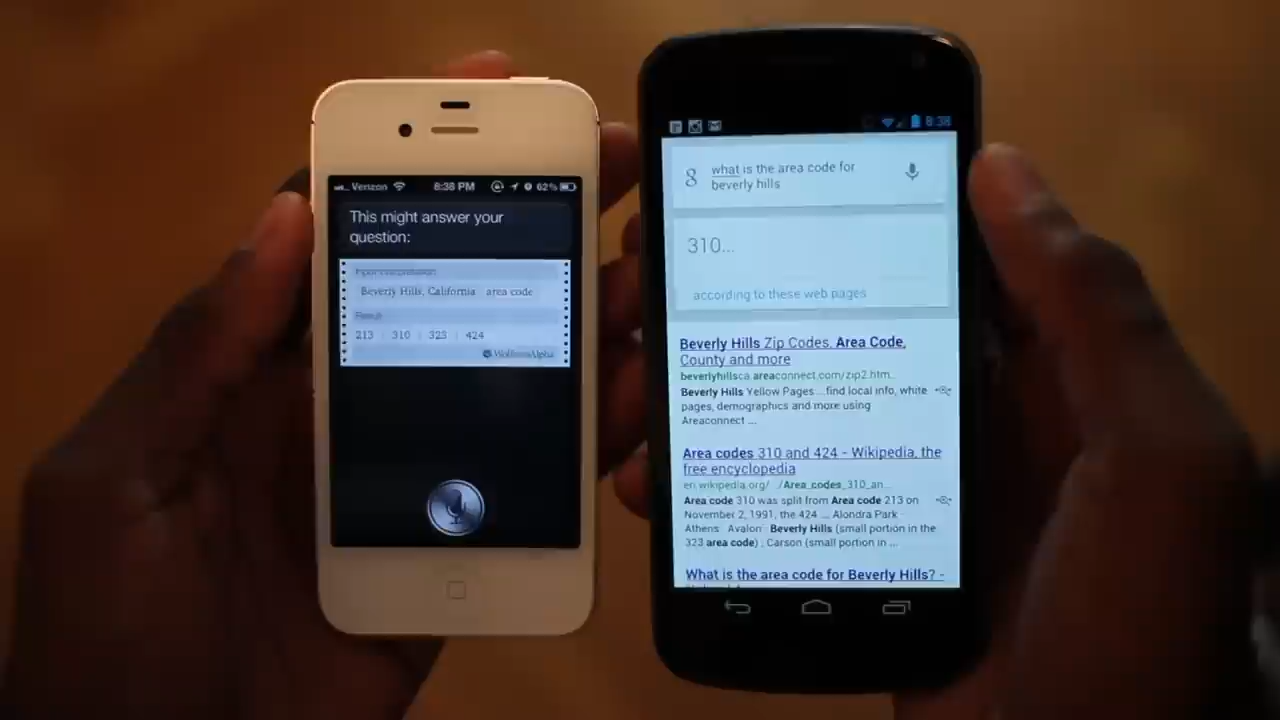 Verizon 8:38 PM 62%
This might answer your
question:
Input interpretation:
Beverly Hills, California area code
Result:
213 | 310 | 323 | 424
WolframAlpha
8:38
g what is the area code for
beverly hills
310...
according to these web pages
Beverly Hills Zip Codes, Area Code,
County and more
beverlyhillsca.areaconnect.com/zip2.htm...
Beverly Hills Yellow Pages ... find local info, white
pages, demographics and more using
Areaconnect ...
Area codes 310 and 424 - Wikipedia, the
free encyclopedia
en.wikipedia.org/.../Area_codes_310_an...
Area code 310 was split from Area code 213 on
November 2, 1991, the 424 ... Alondra Park ·
Athens · Avalon · Beverly Hills (small portion in the
323 area code) ; Carson (small portion in ...
What is the area code for Beverly Hills? -